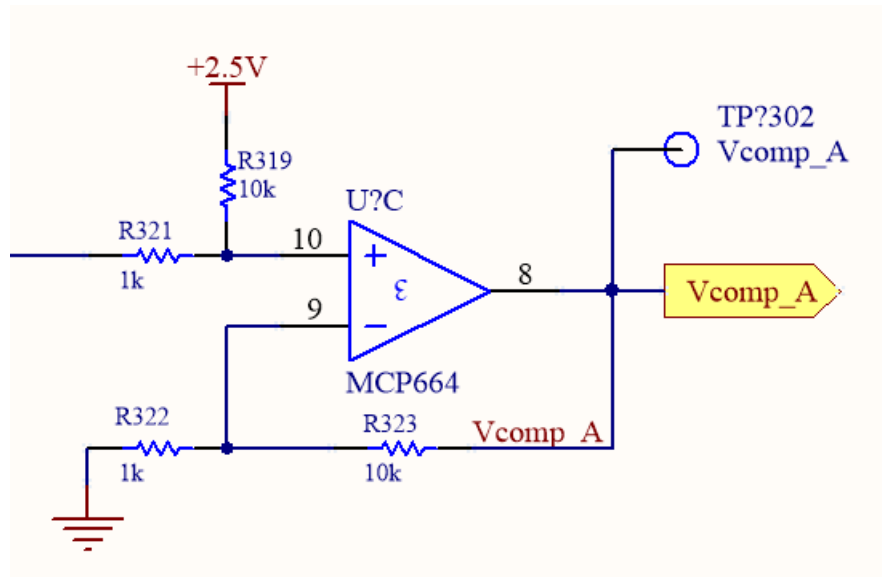 +2.5V
TP?302
Vcomp_A
R319
10k
U?C
R321
1k
10
+
8
Vcomp_A
9
−
MCP664
R322
1k
R323
10k
Vcomp_A